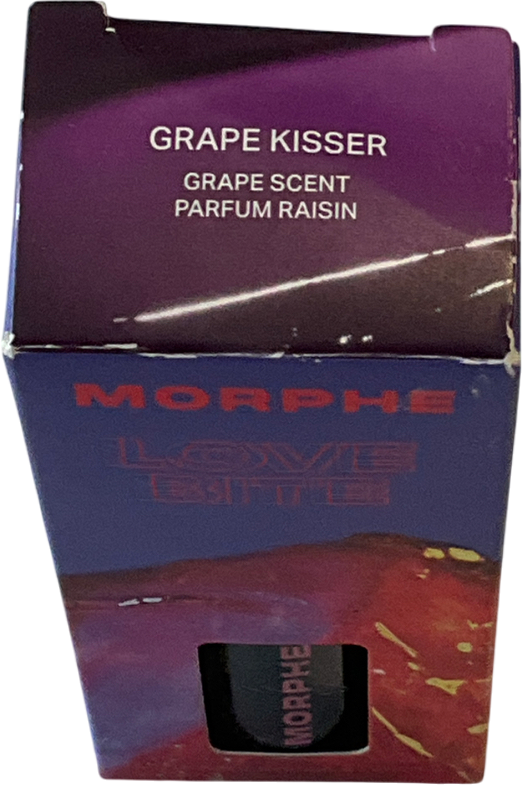 GRAPE KISSER
GRAPE SCENT
PARFUM RAISIN
MORPHE
LOVE
BITE
MORPHE